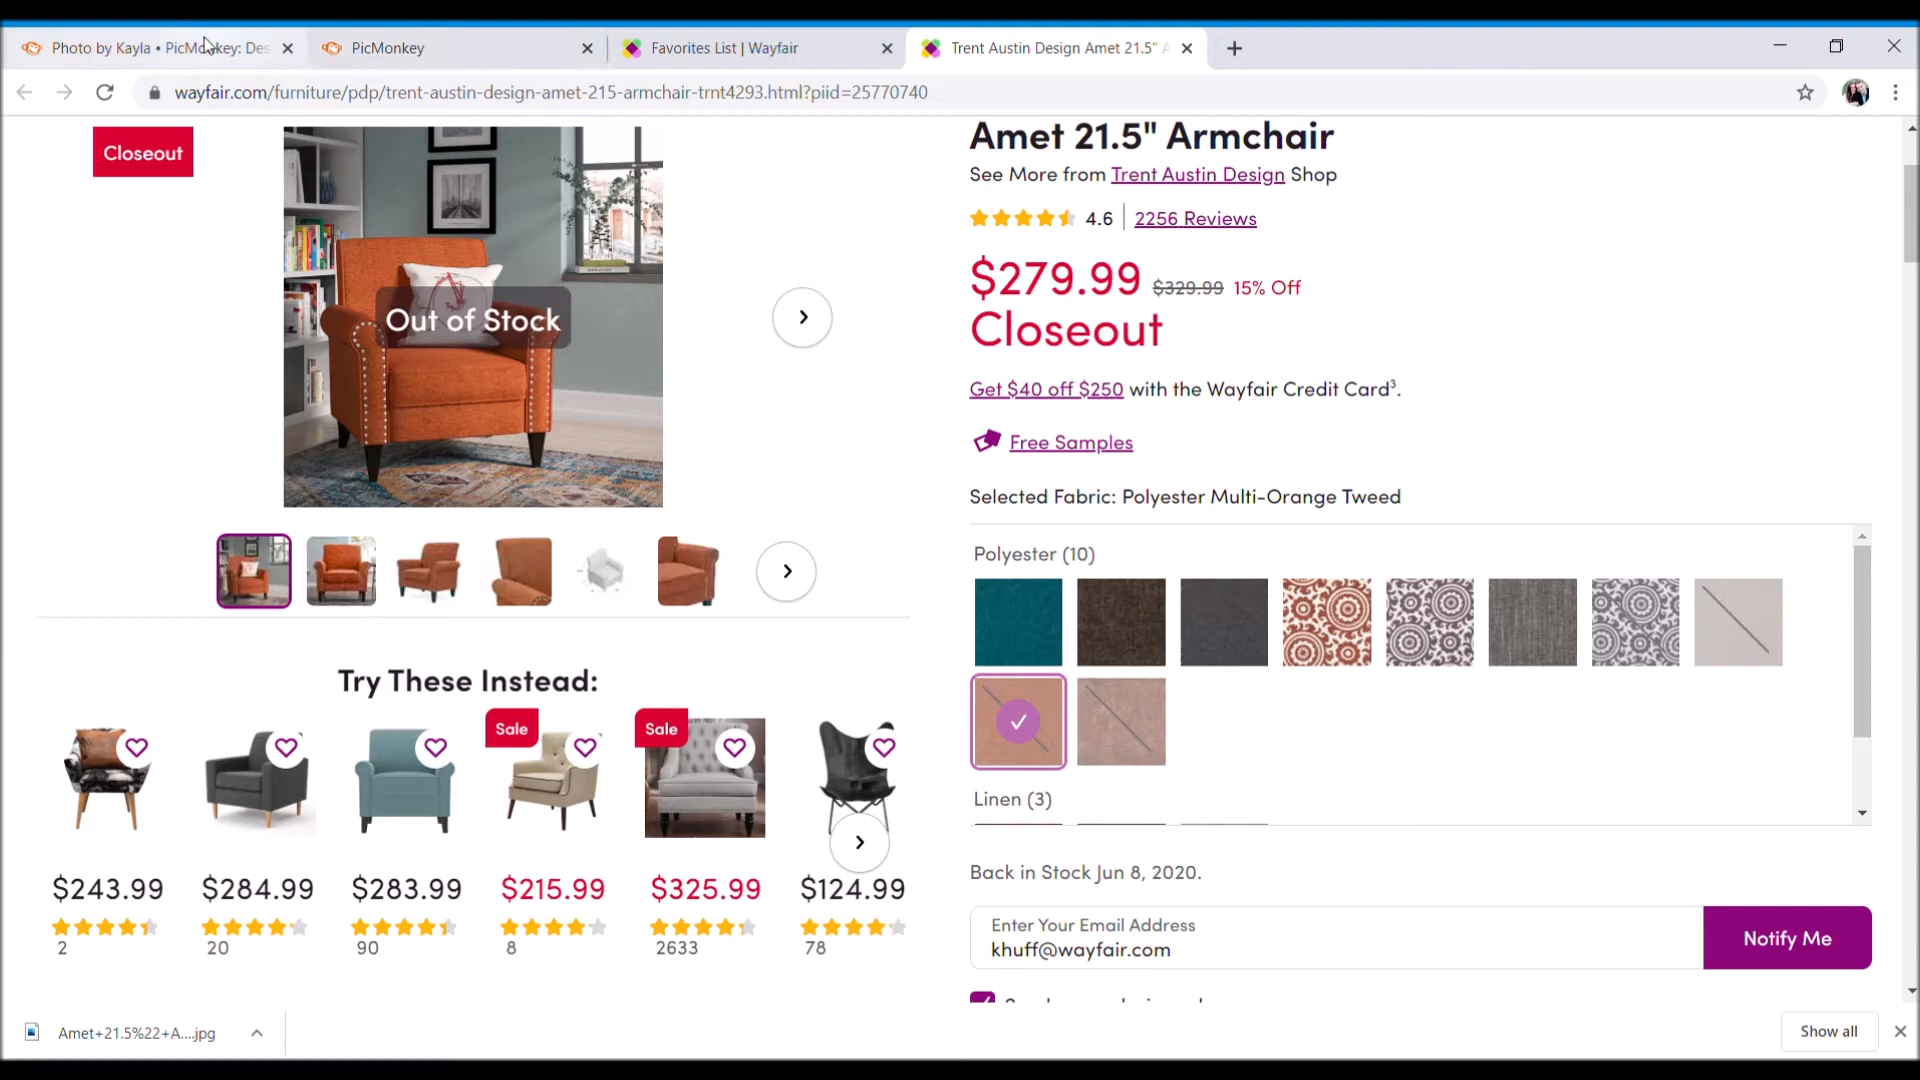 Photo by Kayla • PicMonkey: Des
PicMonkey
Favorites List | Wayfair
Trent Austin Design Amet 21.5" A
wayfair.com/furniture/pdp/trent-austin-design-amet-215-armchair-trnt4293.html?piid=25770740
Closeout
Out of Stock
Amet 21.5" Armchair
See More from Trent Austin Design Shop
4.6 2256 Reviews
$279.99 $329.99 15% Off
Closeout
Get $40 off $250 with the Wayfair Credit Card³.
Free Samples
Selected Fabric: Polyester Multi-Orange Tweed
Polyester (10)
Linen (3)
Back in Stock Jun 8, 2020.
Enter Your Email Address
khuff@wayfair.com
Notify Me
Try These Instead:
Sale Sale
$243.99 $284.99 $283.99 $215.99 $325.99 $124.99
2 20 90 8 2633 78
Amet+21.5%22+A....jpg
Show all